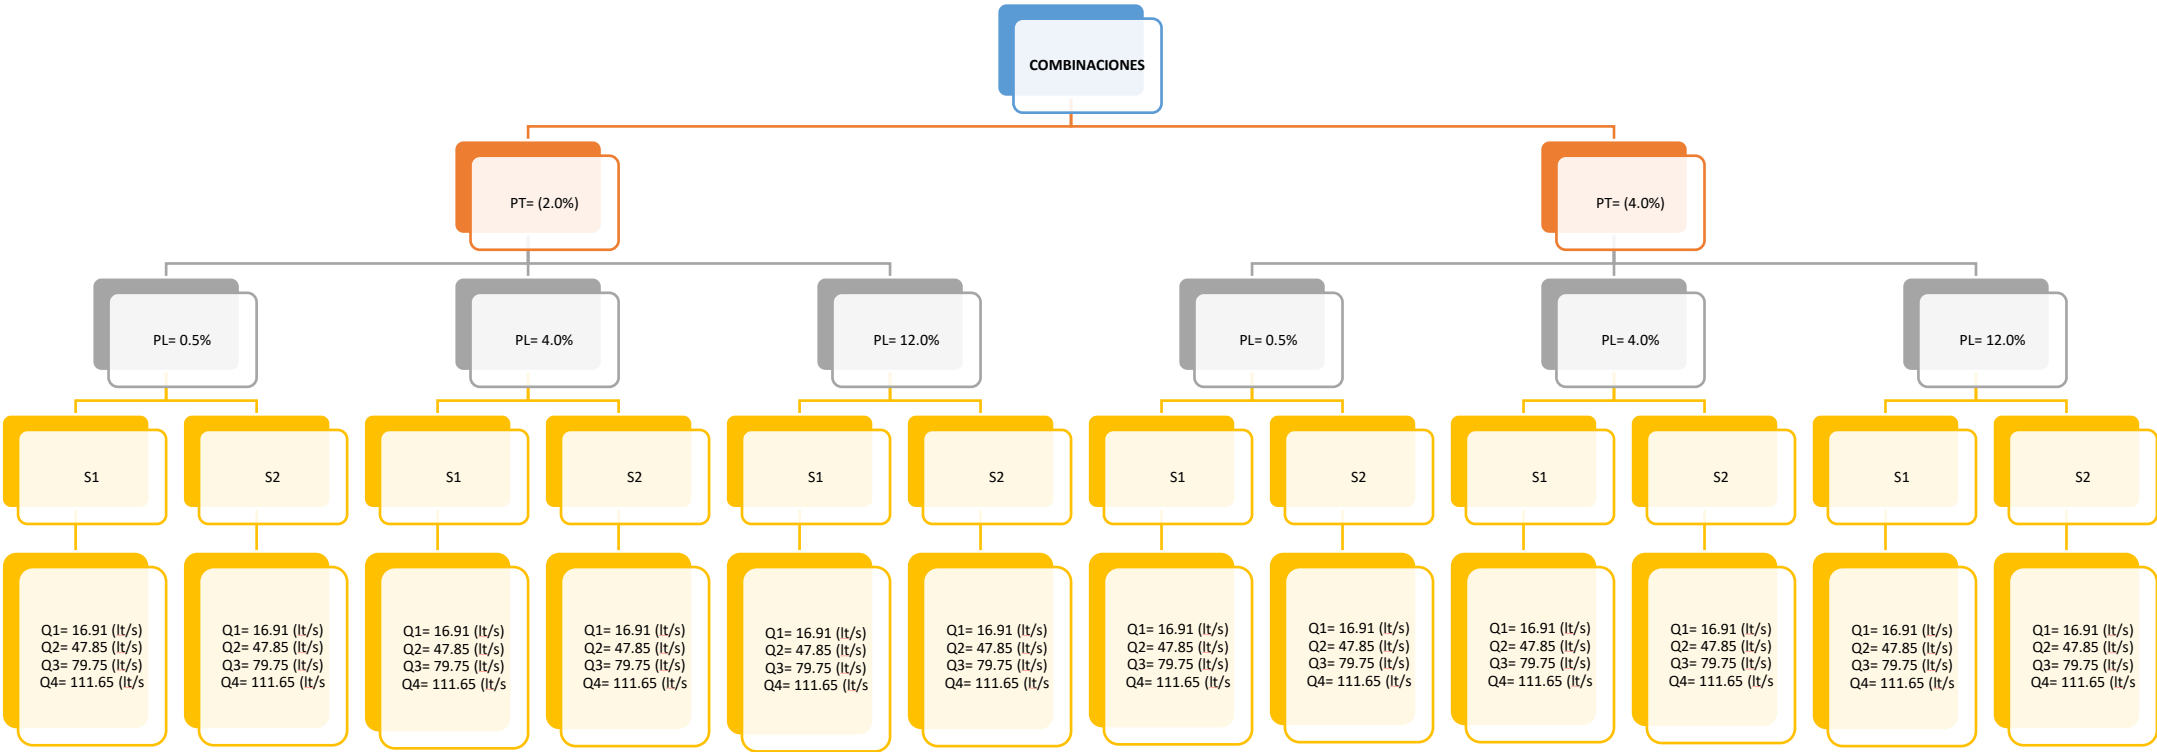 COMBINACIONES
PT= (2.0%)
PT= (4.0%)
PL= 0.5%
PL= 4.0%
PL= 12.0%
PL= 0.5%
PL= 4.0%
PL= 12.0%
S1
S2
S1
S2
S1
S2
S1
S2
S1
S2
S1
S2
Q1= 16.91 (lt/s)
Q2= 47.85 (lt/s)
Q3= 79.75 (lt/s)
Q4= 111.65 (lt/s
Q1= 16.91 (lt/s)
Q2= 47.85 (lt/s)
Q3= 79.75 (lt/s)
Q4= 111.65 (lt/s
Q1= 16.91 (lt/s)
Q2= 47.85 (lt/s)
Q3= 79.75 (lt/s)
Q4= 111.65 (lt/s
Q1= 16.91 (lt/s)
Q2= 47.85 (lt/s)
Q3= 79.75 (lt/s)
Q4= 111.65 (lt/s
Q1= 16.91 (lt/s)
Q2= 47.85 (lt/s)
Q3= 79.75 (lt/s)
Q4= 111.65 (lt/s
Q1= 16.91 (lt/s)
Q2= 47.85 (lt/s)
Q3= 79.75 (lt/s)
Q4= 111.65 (lt/s
Q1= 16.91 (lt/s)
Q2= 47.85 (lt/s)
Q3= 79.75 (lt/s)
Q4= 111.65 (lt/s
Q1= 16.91 (lt/s)
Q2= 47.85 (lt/s)
Q3= 79.75 (lt/s)
Q4= 111.65 (lt/s
Q1= 16.91 (lt/s)
Q2= 47.85 (lt/s)
Q3= 79.75 (lt/s)
Q4= 111.65 (lt/s
Q1= 16.91 (lt/s)
Q2= 47.85 (lt/s)
Q3= 79.75 (lt/s)
Q4= 111.65 (lt/s
Q1= 16.91 (lt/s)
Q2= 47.85 (lt/s)
Q3= 79.75 (lt/s)
Q4= 111.65 (lt/s
Q1= 16.91 (lt/s)
Q2= 47.85 (lt/s)
Q3= 79.75 (lt/s)
Q4= 111.65 (lt/s